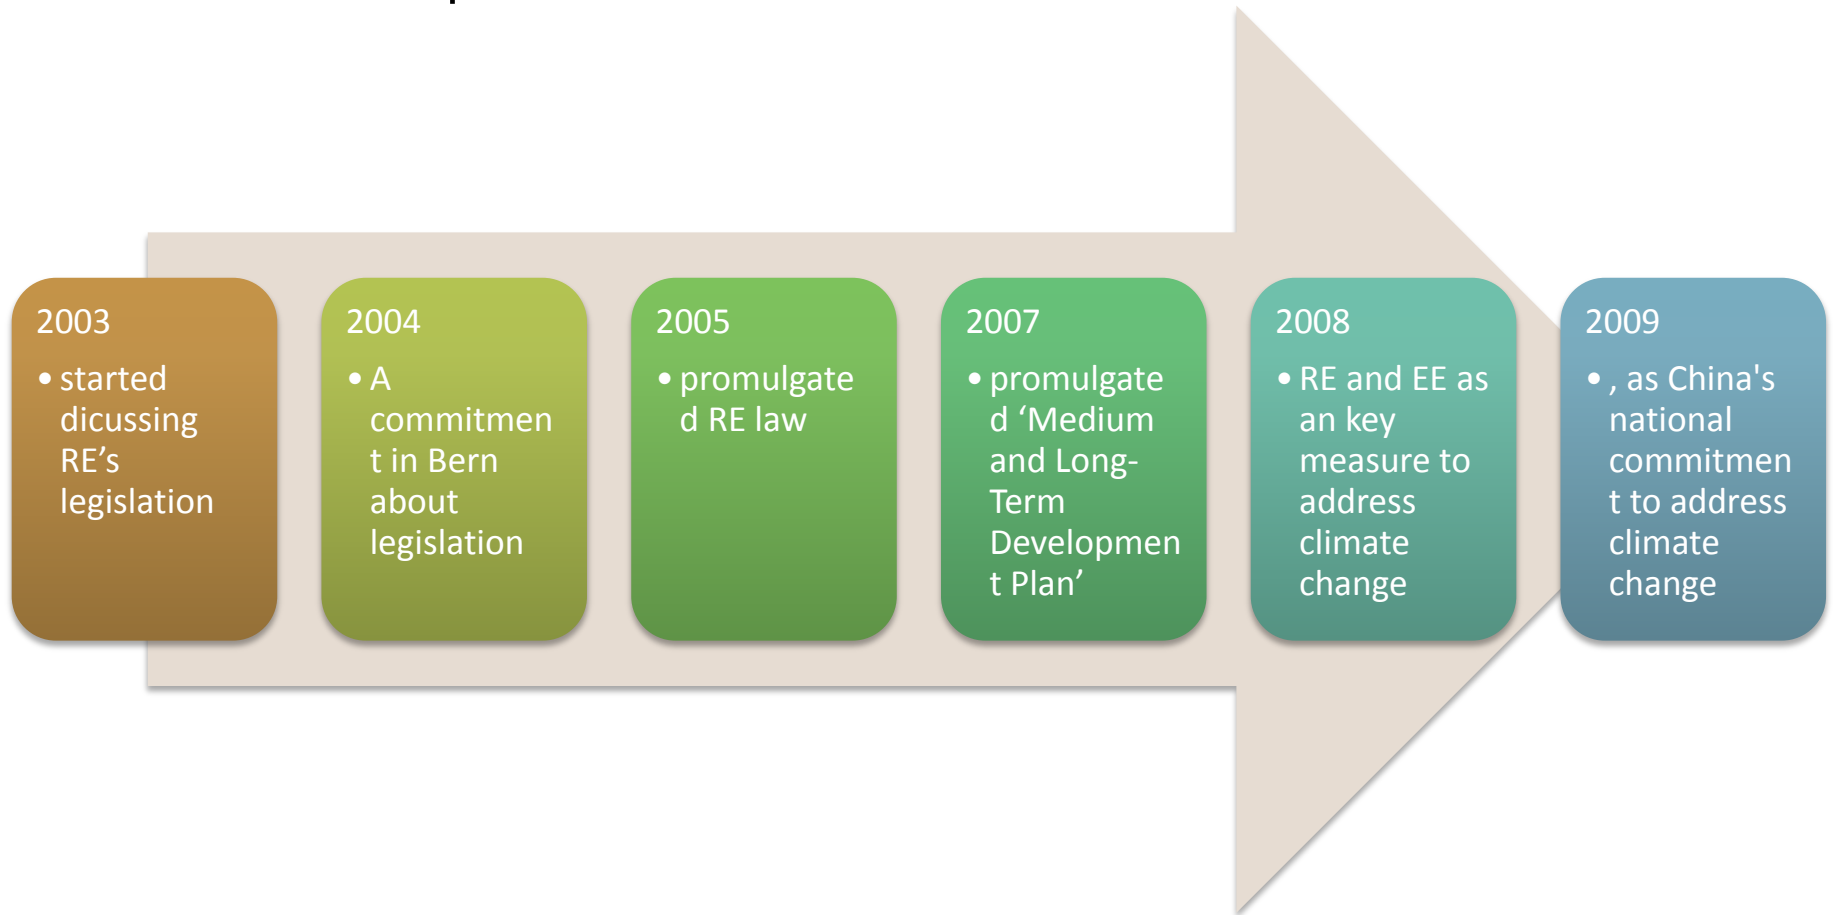 2003
• started
dicussing
RE’s
legislation
2004
• A
commitmen
t in Bern
about
legislation
2005
• promulgate
d RE law
2007
• promulgate
d ‘Medium
and Long-
Term
Developmen
t Plan’
2008
• RE and EE as
an key
measure to
address
climate
change
2009
• , as China's
national
commitmen
t to address
climate
change